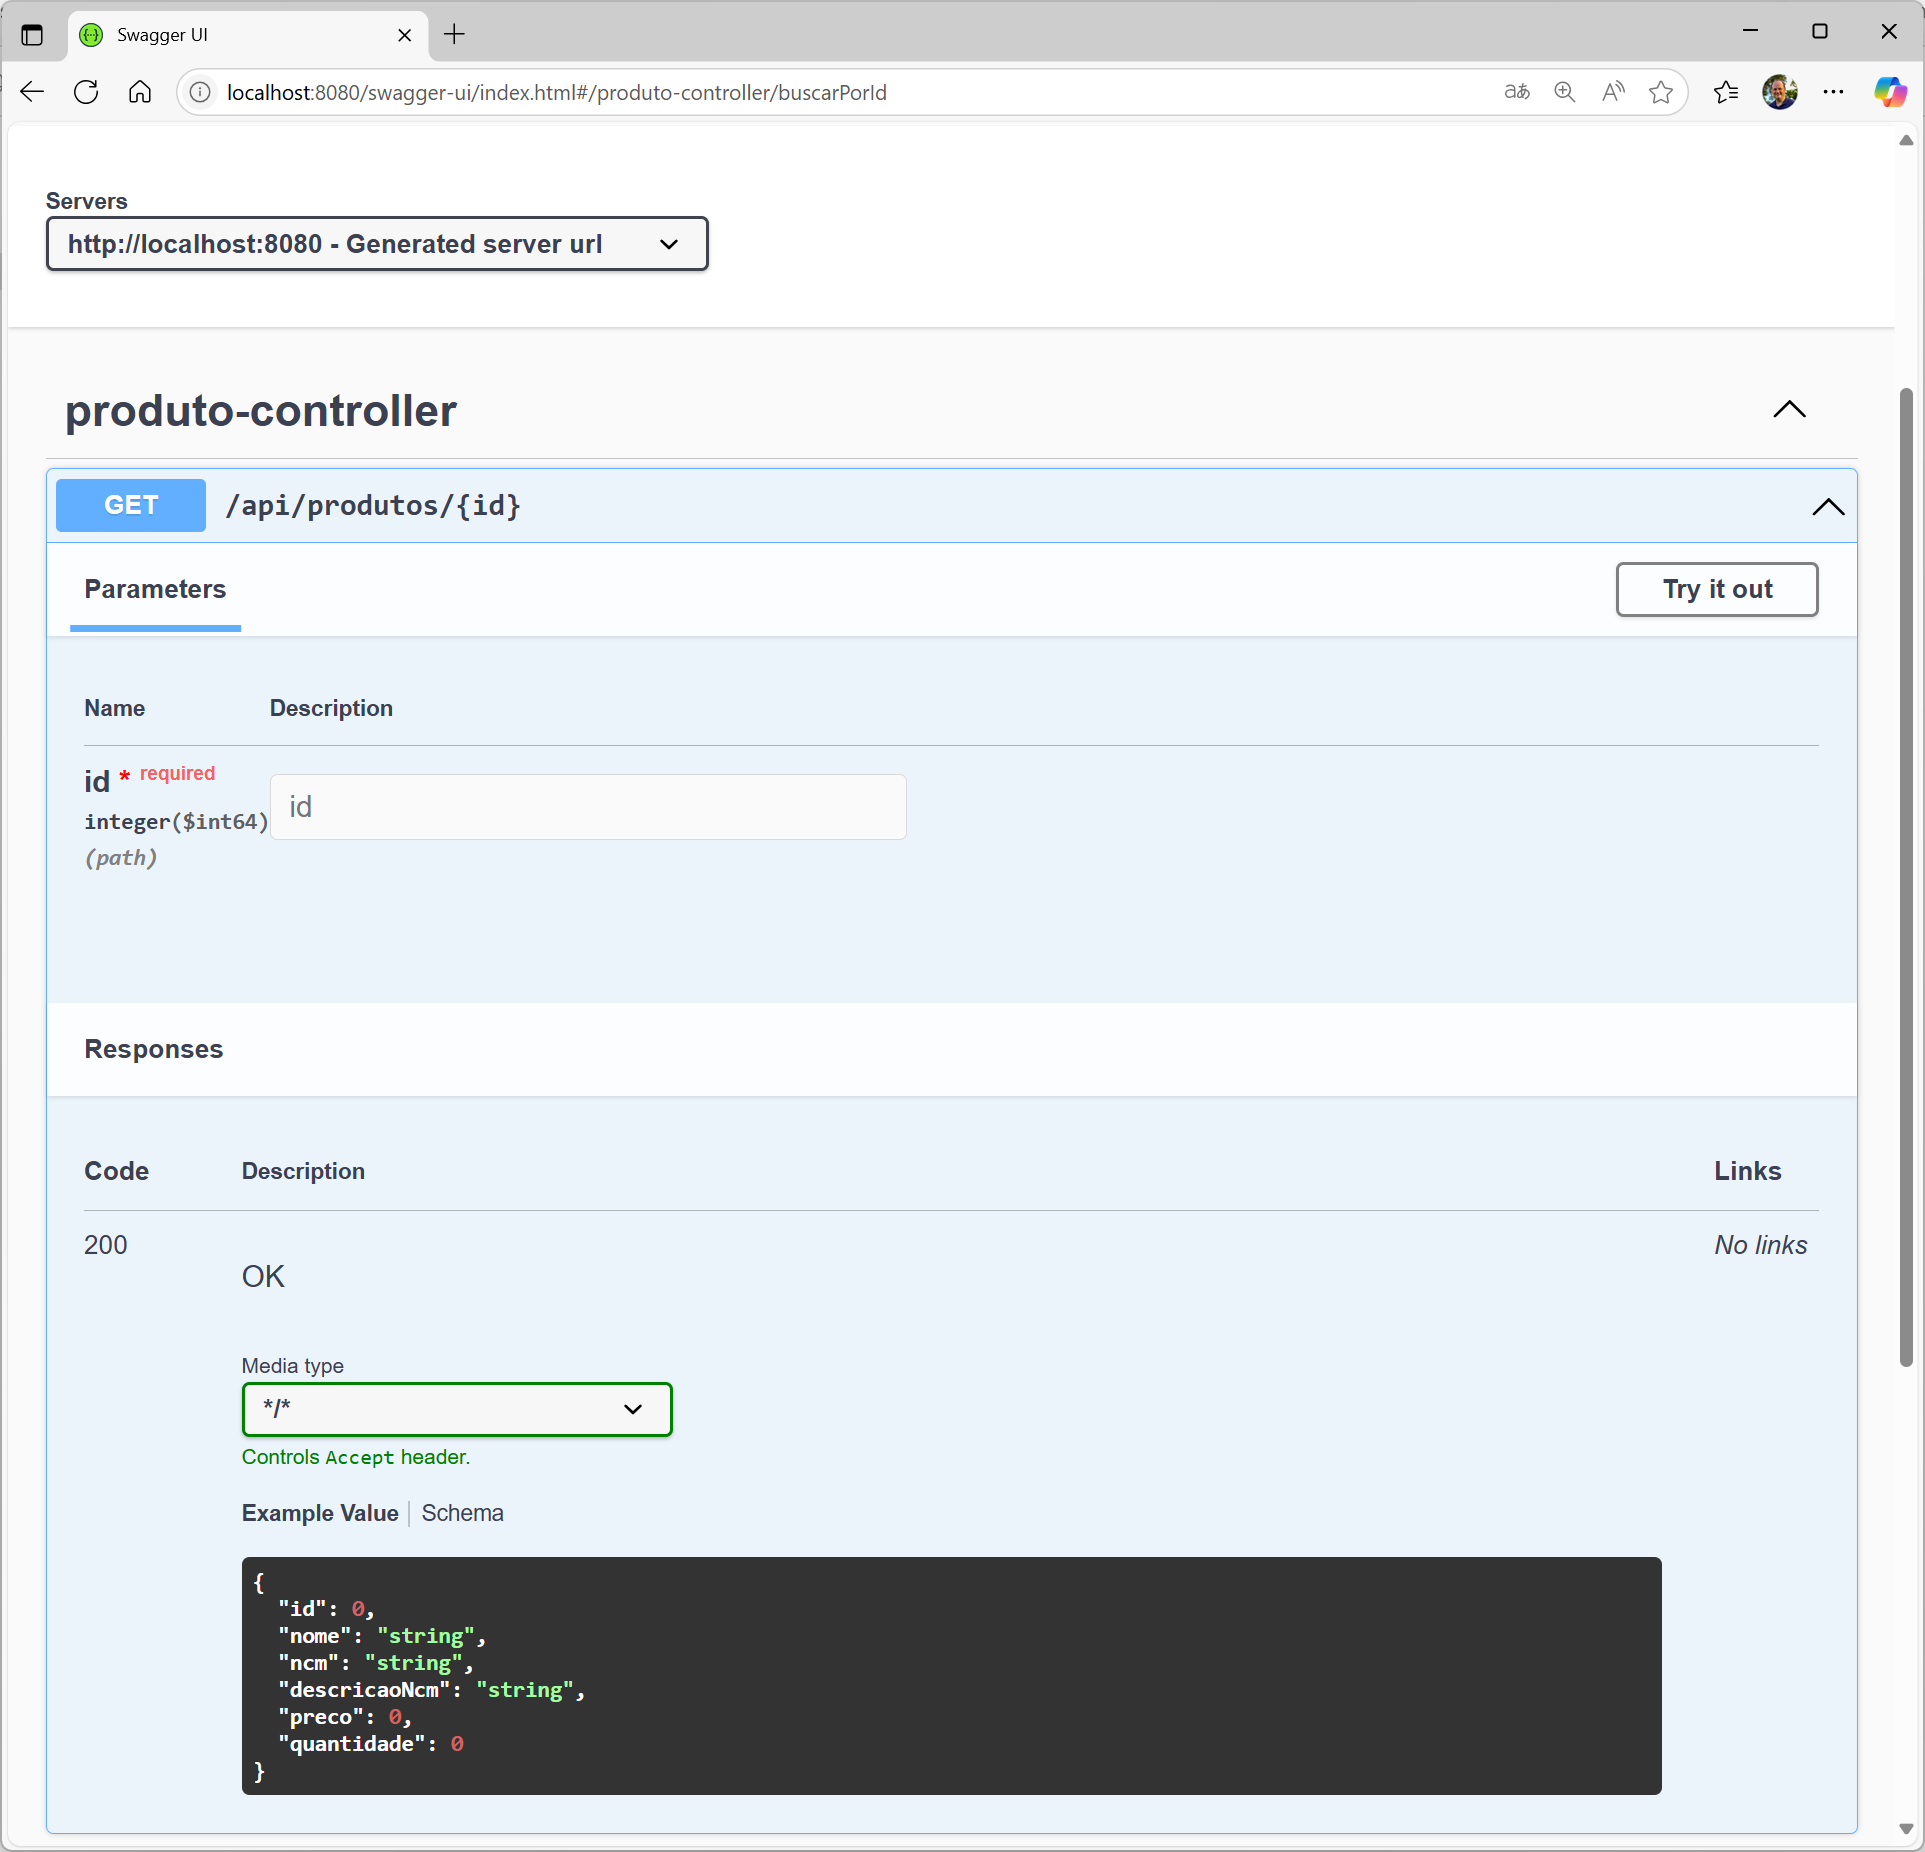 Swagger UI
localhost:8080/swagger-ui/index.html#/produto-controller/buscarPorId
Servers
http://localhost:8080 - Generated server url
produto-controller
GET /api/produtos/{id}
Parameters
Try it out
Name Description
id * required
integer($int64)
(path)
id
Responses
Code Description Links
200
OK
No links
Media type
*/*
Controls Accept header.
Example Value | Schema
{
"id": 0,
"nome": "string",
"ncm": "string",
"descricaoNcm": "string",
"preco": 0,
"quantidade": 0
}